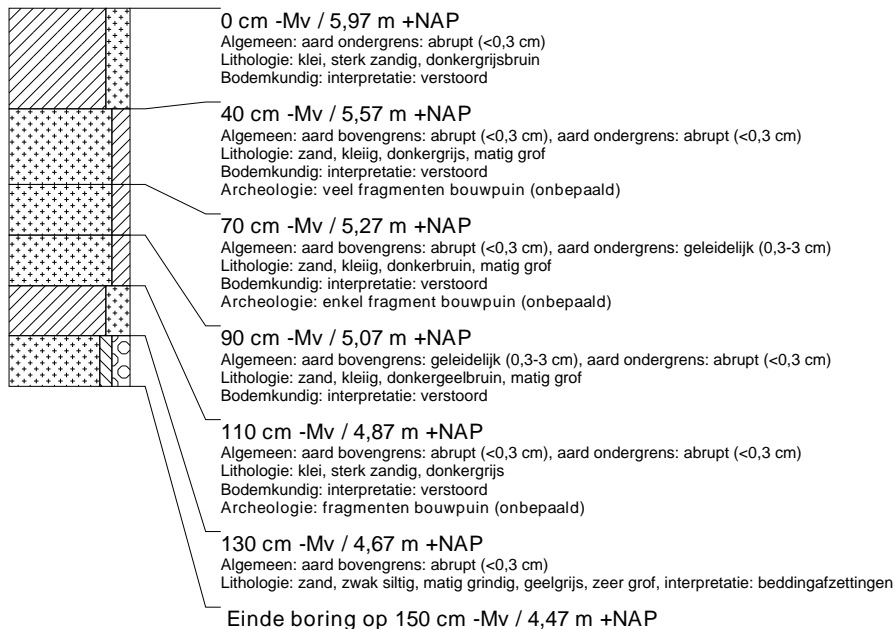 0 cm -Mv / 5,97 m +NAP
Algemeen: aard ondergrens: abrupt (<0,3 cm)
Lithologie: klei, sterk zandig, donkergrijsbruin
Bodemkundig: interpretatie: verstoord
40 cm -Mv / 5,57 m +NAP
Algemeen: aard bovengrens: abrupt (<0,3 cm), aard ondergrens: abrupt (<0,3 cm)
Lithologie: zand, kleiig, donkergrijs, matig grof
Bodemkundig: interpretatie: verstoord
Archeologie: veel fragmenten bouwpuin (onbepaald)
70 cm -Mv / 5,27 m +NAP
Algemeen: aard bovengrens: abrupt (<0,3 cm), aard ondergrens: geleidelijk (0,3-3 cm)
Lithologie: zand, kleiig, donkerbruin, matig grof
Bodemkundig: interpretatie: verstoord
Archeologie: enkel fragment bouwpuin (onbepaald)
90 cm -Mv / 5,07 m +NAP
Algemeen: aard bovengrens: geleidelijk (0,3-3 cm), aard ondergrens: abrupt (<0,3 cm)
Lithologie: zand, kleiig, donkergeelbruin, matig grof
Bodemkundig: interpretatie: verstoord
110 cm -Mv / 4,87 m +NAP
Algemeen: aard bovengrens: abrupt (<0,3 cm), aard ondergrens: abrupt (<0,3 cm)
Lithologie: klei, sterk zandig, donkergrijs
Bodemkundig: interpretatie: verstoord
Archeologie: fragmenten bouwpuin (onbepaald)
130 cm -Mv / 4,67 m +NAP
Algemeen: aard bovengrens: abrupt (<0,3 cm)
Lithologie: zand, zwak siltig, matig grindig, geelgrijs, zeer grof, interpretatie: beddingafzettingen
Einde boring op 150 cm -Mv / 4,47 m +NAP